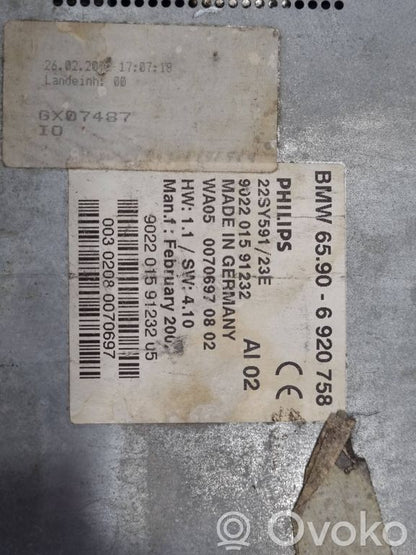 26.02.20 -17:07:18
Landeinh: 00
GX07487
IO
BMW 65.90 - 6 920 758
PHILIPS
22SY591/23E
9022 015 91232 AI 02
MADE IN GERMANY
WA05 0070697 08 02
HW: 1.1 / SW: 4.10
Man.f : February 200
9022 015 91232 05
003 0208 0070697
CE
Ovoko